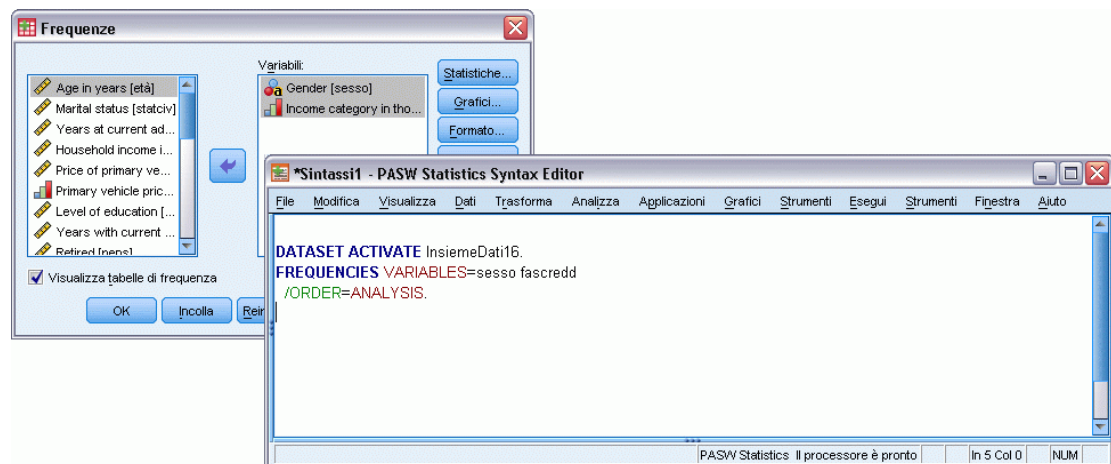 Frequenze
Variabili:
Age in years [età]
Marital status [statciv]
Years at current ad...
Household income i...
Price of primary ve...
Primary vehicle pric...
Level of education [...
Years with current ...
Retired [pens]
Gender [sesso]
Income category in tho...
Statistiche...
Grafici...
Formato...
Visualizza tabelle di frequenza
OK
Incolla
Rei
*Sintassi1 - PASW Statistics Syntax Editor
File Modifica Visualizza Dati Trasforma Analizza Applicazioni Grafici Strumenti Esegui Strumenti Finestra Aiuto
DATASET ACTIVATE InsiemeDati16.
FREQUENCIES VARIABLES=sesso fascredd
/ORDER=ANALYSIS.
PASW Statistics Il processore è pronto
In 5 Col 0
NUM